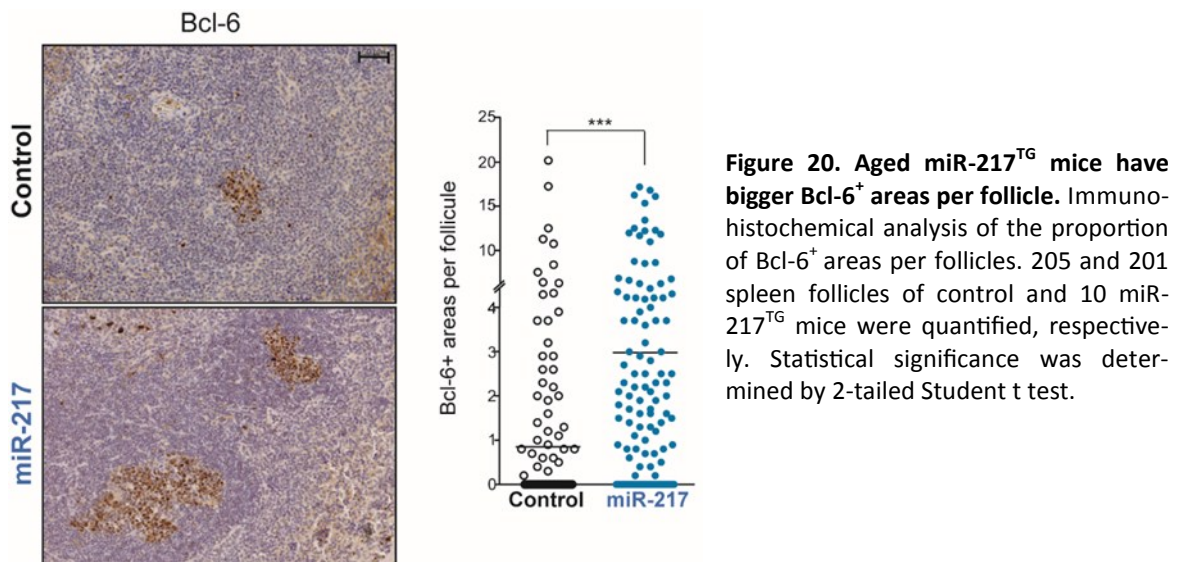 Bcl-6
Control
miR-217
Bcl-6+ areas per follicule
25
20
15
10
4
3
2
1
0
***
Control
miR-217
Figure 20. Aged miR-217TG mice have
bigger Bcl-6+ areas per follicle. Immuno-
histochemical analysis of the proportion
of Bcl-6+ areas per follicles. 205 and 201
spleen follicles of control and 10 miR-
217TG mice were quantified, respective-
ly. Statistical significance was deter-
mined by 2-tailed Student t test.